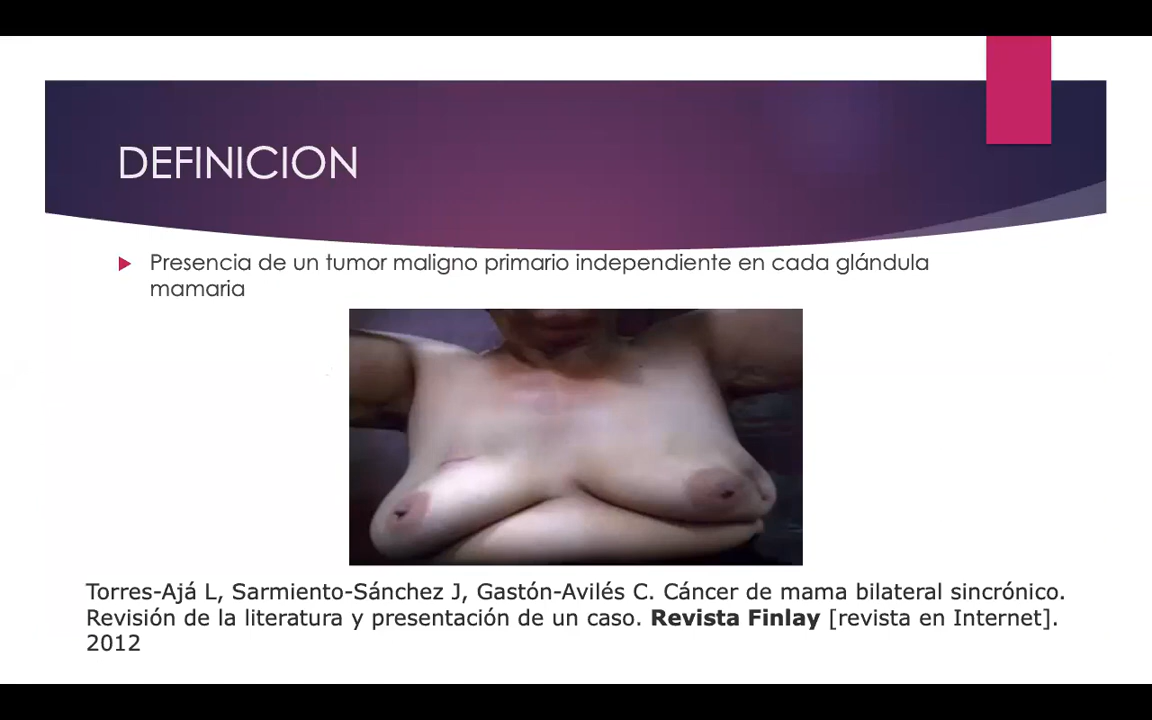 DEFINICION
Presencia de un tumor maligno primario independiente en cada glándula
mamaria
Torres-Ajá L, Sarmiento-Sánchez J, Gastón-Avilés C. Cáncer de mama bilateral sincrónico.
Revisión de la literatura y presentación de un caso. Revista Finlay [revista en Internet].
2012